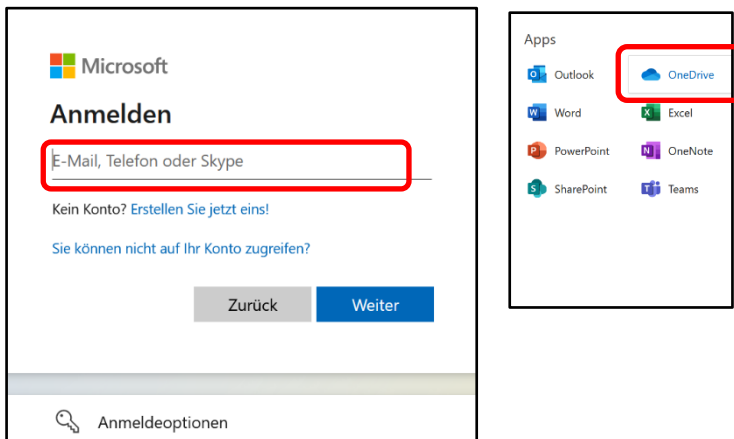 Microsoft
Anmelden
E-Mail, Telefon oder Skype
Kein Konto? Erstellen Sie jetzt eins!
Sie können nicht auf Ihr Konto zugreifen?
Zurück Weiter
Anmeldeoptionen
Apps
Outlook OneDrive
Word Excel
PowerPoint OneNote
SharePoint Teams